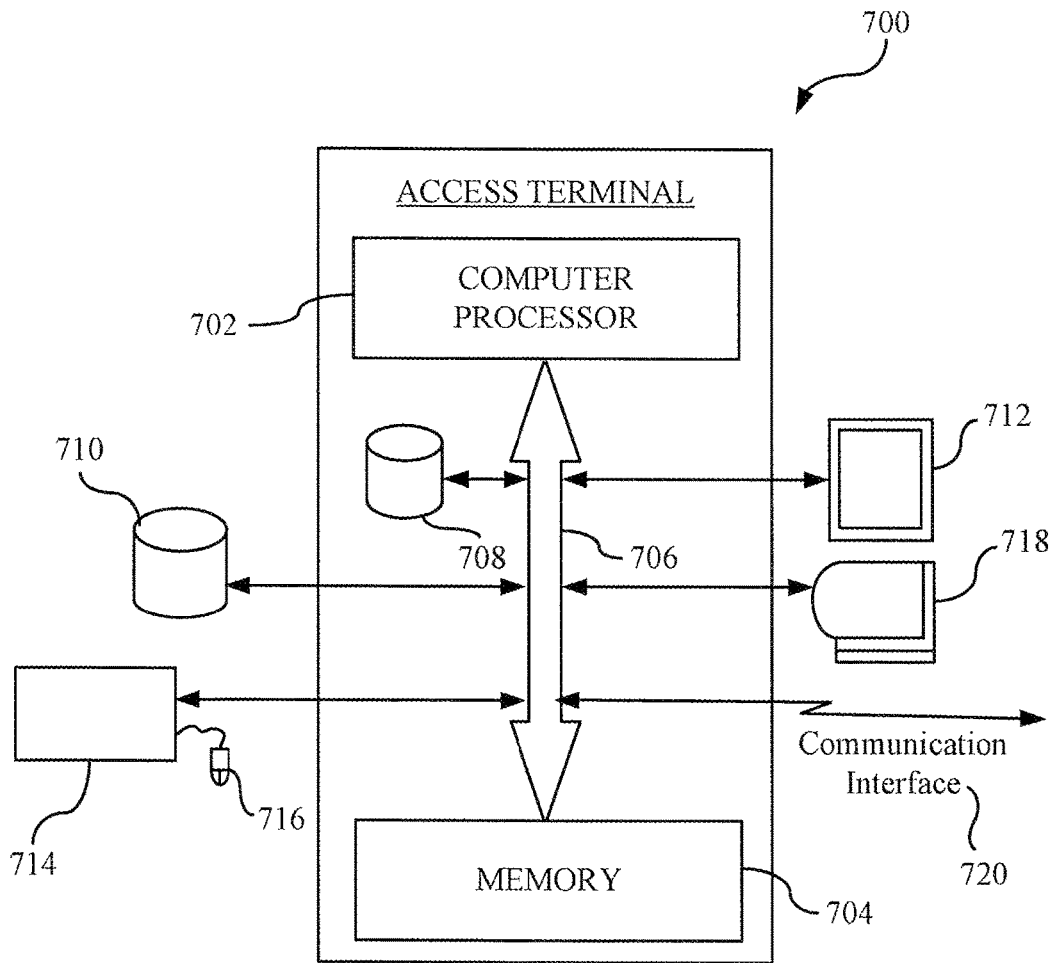 700
ACCESS TERMINAL
COMPUTER
PROCESSOR
702
710
712
708
706
718
Communication
Interface
716
714
720
MEMORY
704